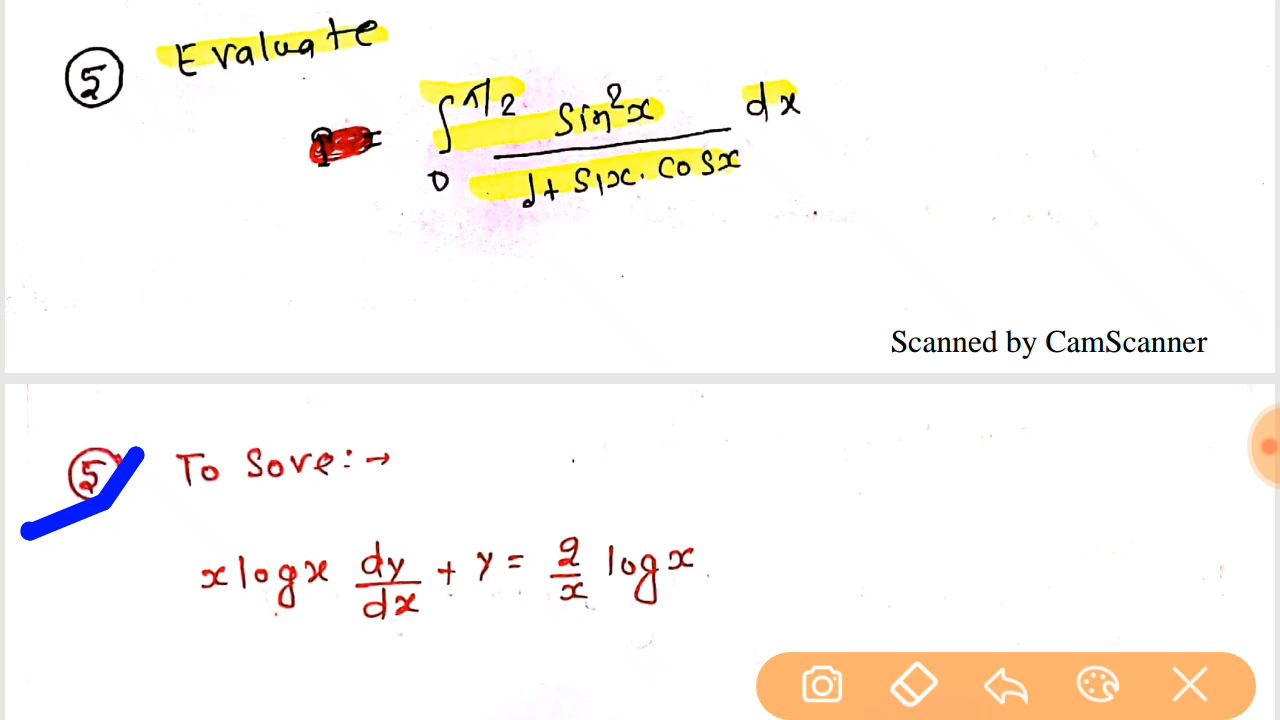 5 Evaluate
∫ π/2 sin²x dx
0 1+ Six. Cosx
Scanned by CamScanner
5 To Sove:→
xlogx dy/dx + y = 2/x logx